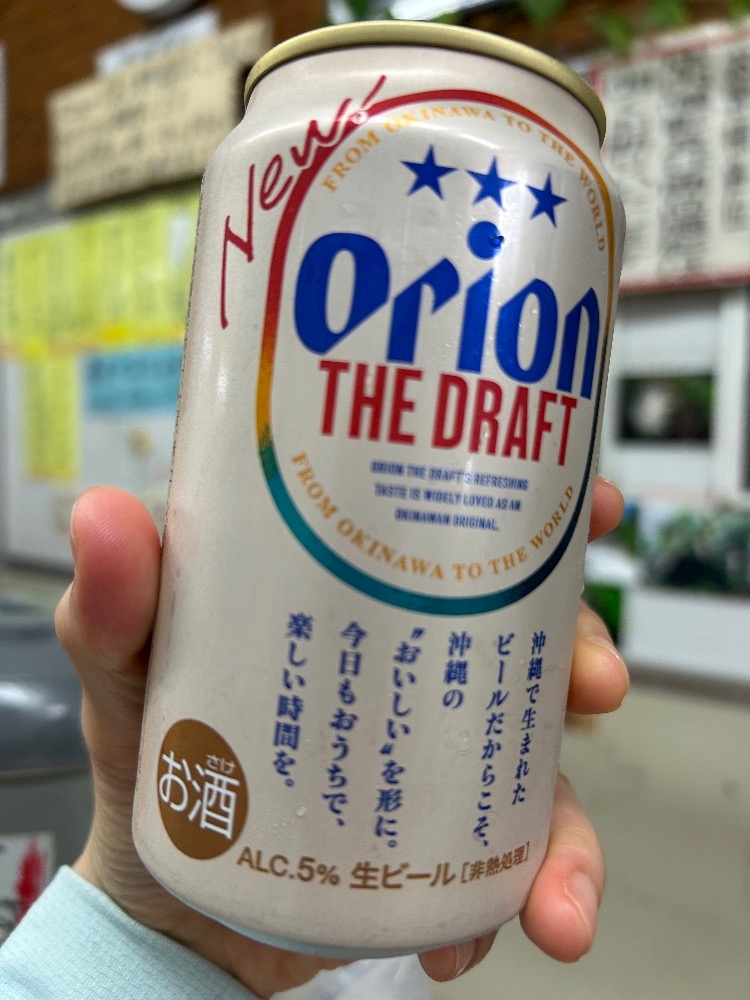 New!
FROM OKINAWA TO THE WORLD
Orion
THE DRAFT
ORION THE DRAFT'S REFRESHING
TASTE IS WIDELY LOVED AS AN
OKINAWAN ORIGINAL.
FROM OKINAWA TO THE WORLD
沖縄で生まれた
ビールだからこそ、
沖縄の
〝おいしい〟を形に。
今日もおうちで、
楽しい時間を。
さけ
お酒
ALC.5% 生ビール[非熱処理]